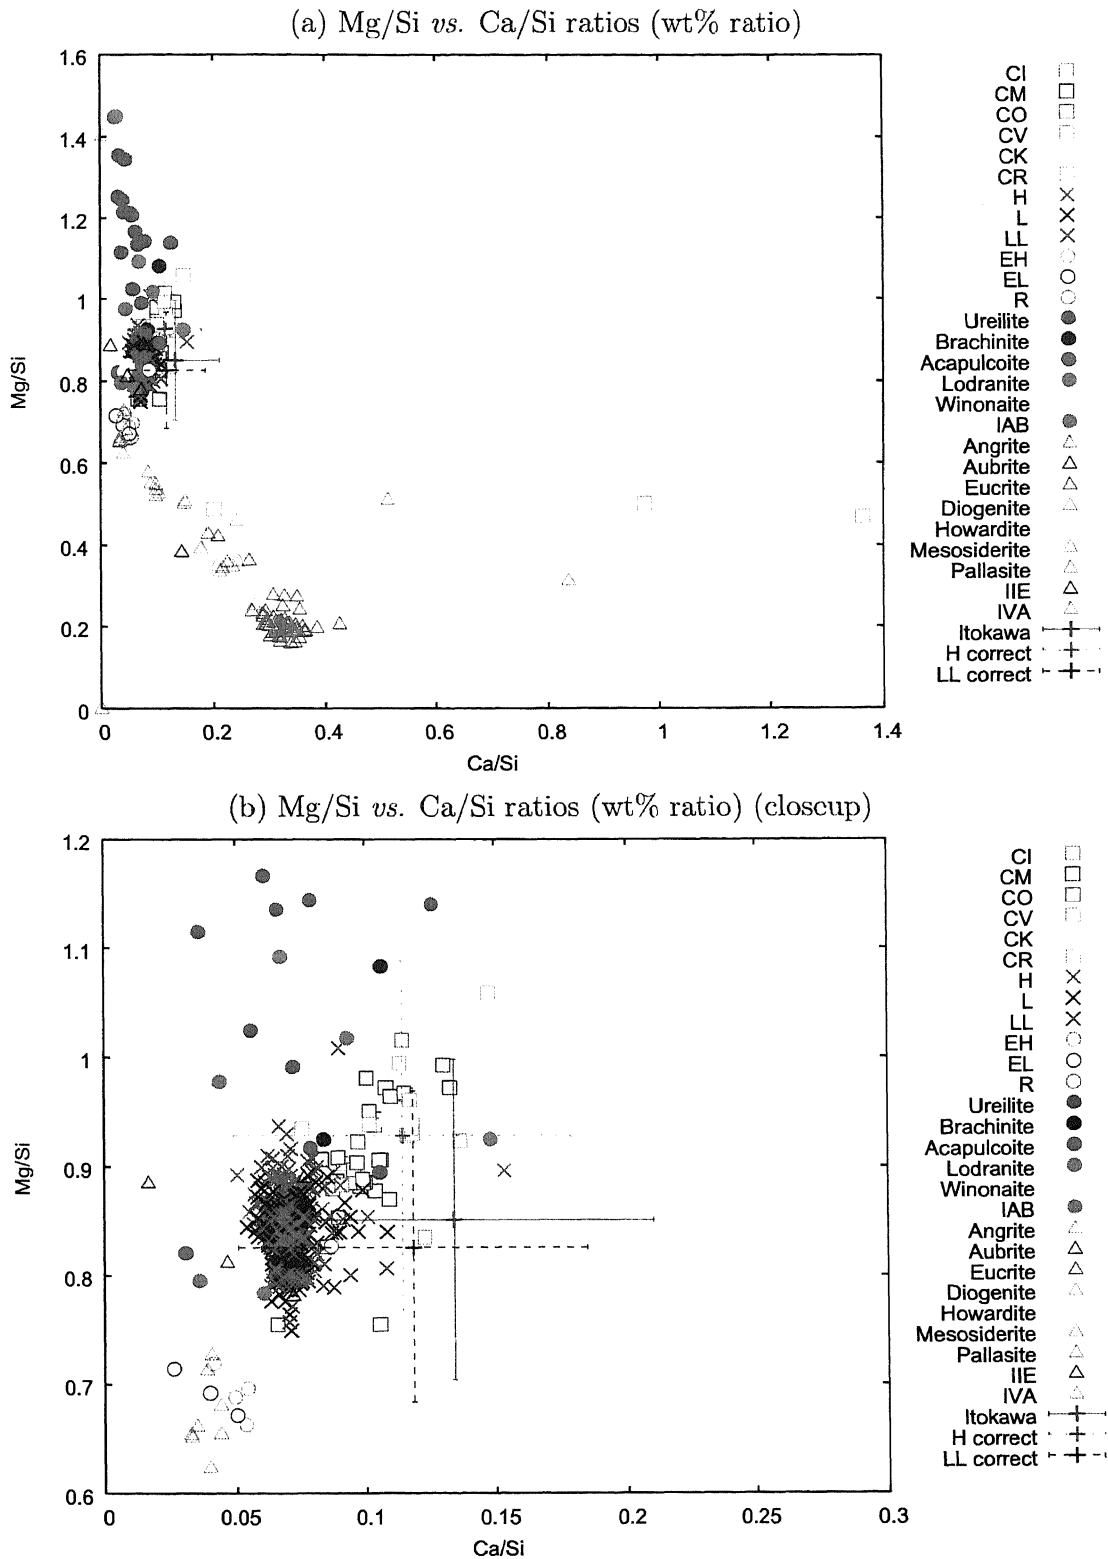 (a) Mg/Si vs. Ca/Si ratios (wt% ratio)
1.6
1.4
1.2
1
0.8
0.6
0.4
0.2
0
Mg/Si
0 0.2 0.4 0.6 0.8 1 1.2 1.4
Ca/Si
CI
CM
CO
CV
CK
CR
H
L
LL
EH
EL
R
Ureilite
Brachinite
Acapulcoite
Lodranite
Winonaite
IAB
Angrite
Aubrite
Eucrite
Diogenite
Howardite
Mesosiderite
Pallasite
IIE
IVA
Itokawa
H correct
LL correct
(b) Mg/Si vs. Ca/Si ratios (wt% ratio) (closcup)
1.2
1.1
1
0.9
0.8
0.7
0.6
Mg/Si
0 0.05 0.1 0.15 0.2 0.25 0.3
Ca/Si
CI
CM
CO
CV
CK
CR
H
L
LL
EH
EL
R
Ureilite
Brachinite
Acapulcoite
Lodranite
Winonaite
IAB
Angrite
Aubrite
Eucrite
Diogenite
Howardite
Mesosiderite
Pallasite
IIE
IVA
Itokawa
H correct
LL correct